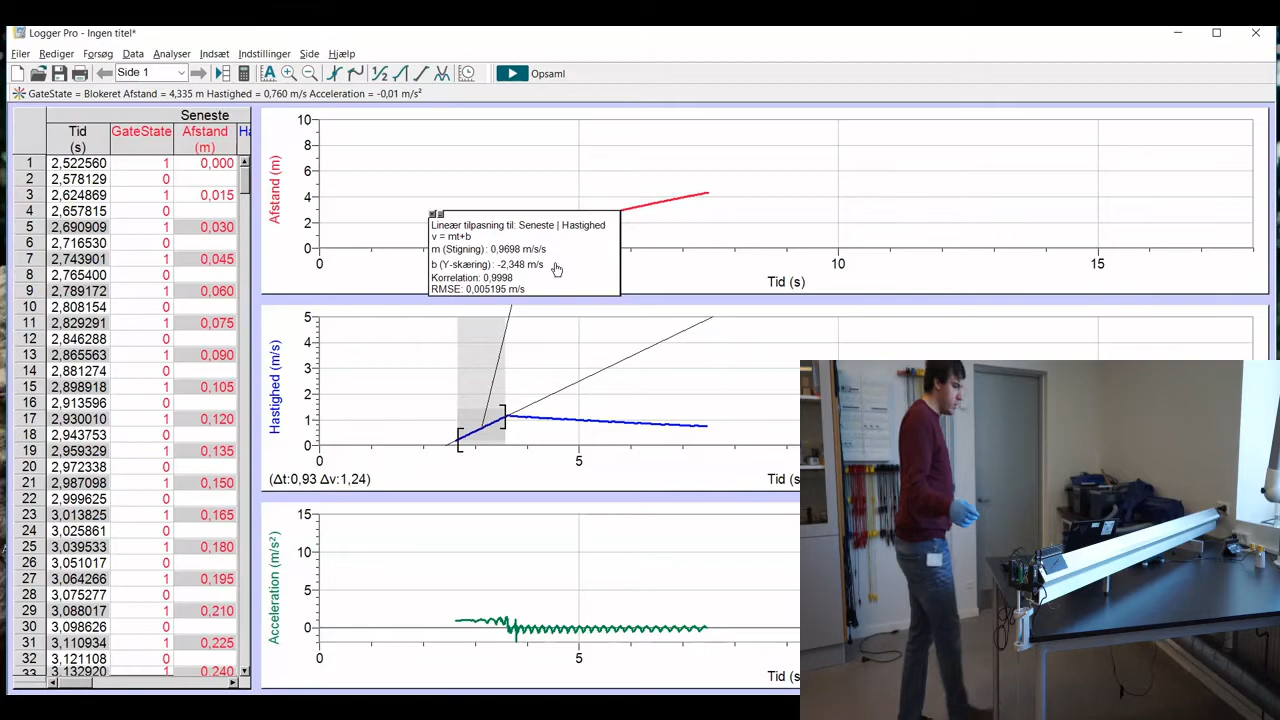 Logger Pro - Ingen titel*
Filer Rediger Forsøg Data Analyser Indsæt Indstillinger Side Hjælp
Side 1
Opsaml
GateState = Blokeret Afstand = 4,335 m Hastighed = 0,760 m/s Acceleration = -0,01 m/s²
Seneste
Tid GateState Afstand Ha
(s) (m)
1 2,522560 1 0,000
2 2,578129 0
3 2,624869 1 0,015
4 2,657815 0
5 2,690909 1 0,030
6 2,716530 0
7 2,743901 1 0,045
8 2,765400 0
9 2,789172 1 0,060
10 2,808154 0
11 2,829291 1 0,075
12 2,846288 0
13 2,865563 1 0,090
14 2,881274 0
15 2,898918 1 0,105
16 2,913596 0
17 2,930010 1 0,120
18 2,943753 0
19 2,959329 1 0,135
20 2,972338 0
21 2,987098 1 0,150
22 2,999625 0
23 3,013825 1 0,165
24 3,025861 0
25 3,039533 1 0,180
26 3,051017 0
27 3,064266 1 0,195
28 3,075277 0
29 3,088017 1 0,210
30 3,098626 0
31 3,110934 1 0,225
32 3,121108 0
33 3,132920 1 0,240
Afstand (m)
10
8
6
4
2
0
0 10 15
Tid (s)
Lineær tilpasning til: Seneste | Hastighed
v = mt+b
m (Stigning): 0,9698 m/s/s
b (Y-skæring): -2,348 m/s
Korrelation: 0,9998
RMSE: 0,005195 m/s
Hastighed (m/s)
5
4
3
2
1
0
0 5
(Δt:0,93 Δv:1,24)
Tid (s)
Acceleration (m/s²)
15
10
5
0
0 5
Tid (s)